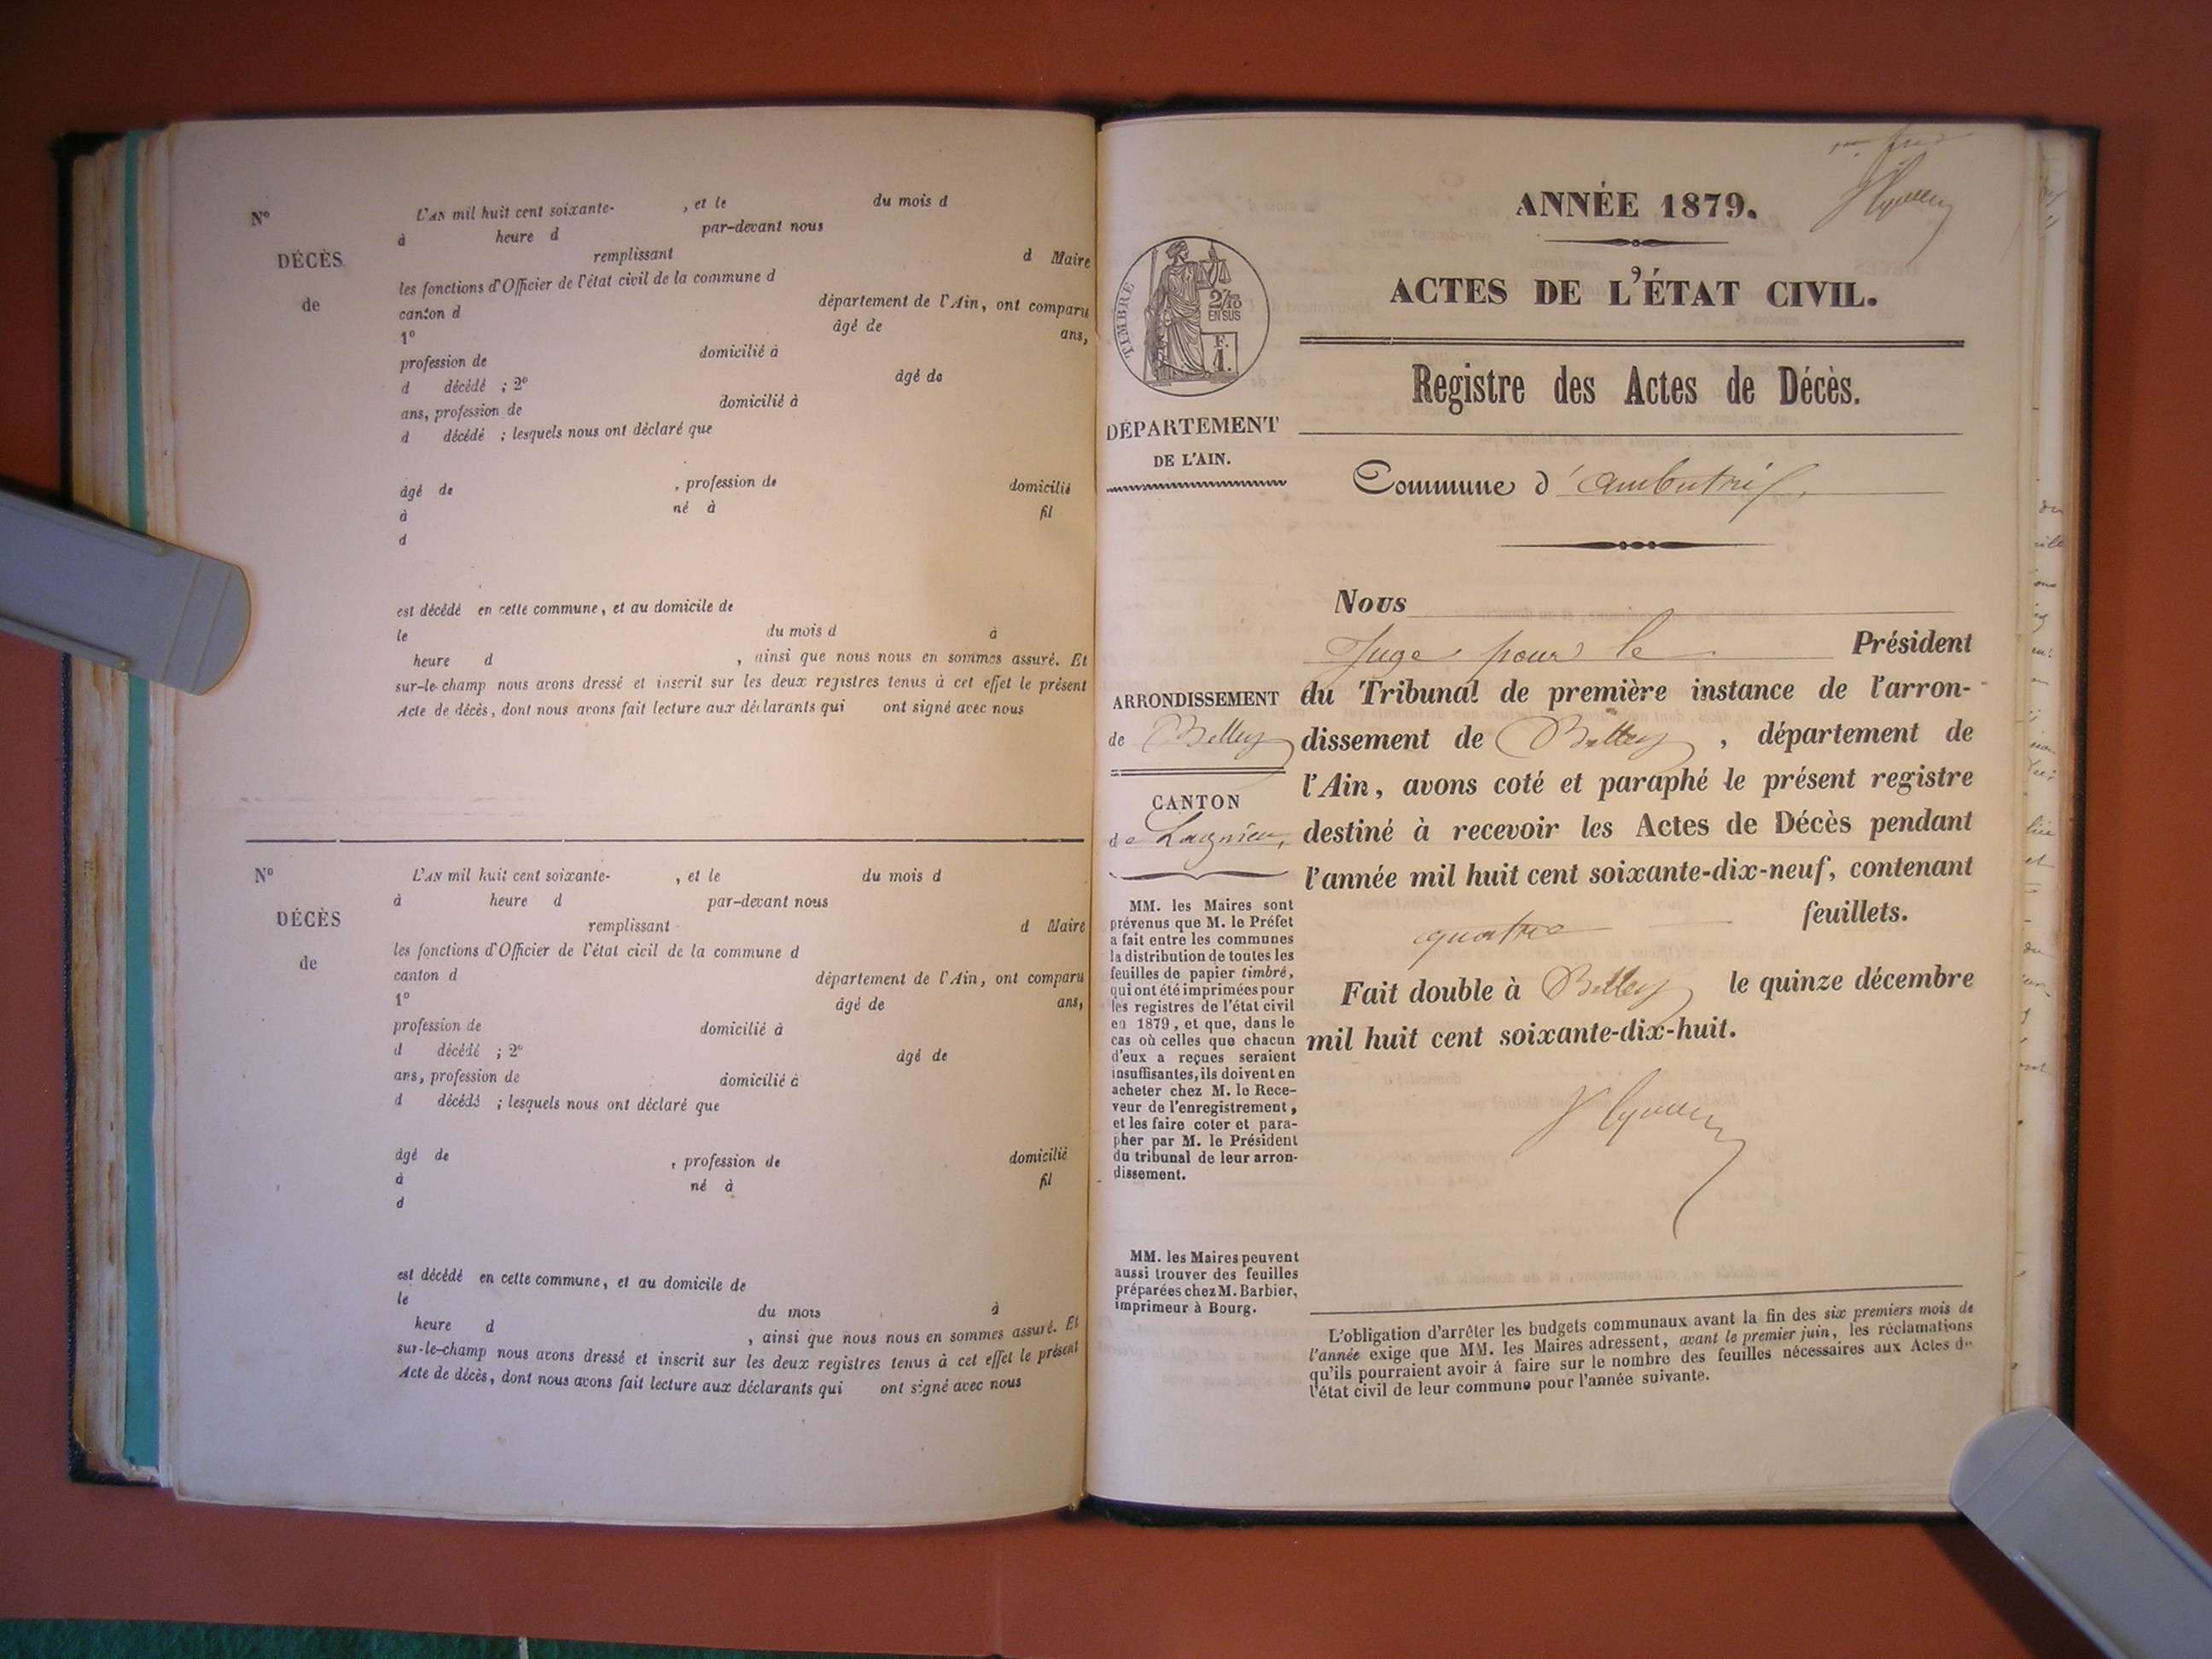 N° L'AN mil huit cent soixante- , et le du mois d
à heure d par-devant nous
DÉCÈS remplissant d Maire
les fonctions d'Officier de l'état civil de la commune d
de canton d département de l'Ain, ont comparu
1° âgé de ans,
profession de domicilié à
d décédé ; 2° âgé de
ans, profession de domicilié à
d décédé ; lesquels nous ont déclaré que
âgé de , profession de domicilié
à né à fil
d
est décédé en cette commune, et au domicile de
le du mois d à
heure d , ainsi que nous nous en sommes assuré. Et
sur-le-champ nous avons dressé et inscrit sur les deux registres tenus à cet effet le présent
Acte de décès, dont nous avons fait lecture aux déclarants qui ont signé avec nous
N° L'AN mil huit cent soixante- , et le du mois d
à heure d par-devant nous
DÉCÈS remplissant d Maire
les fonctions d'Officier de l'état cicil de la commune d
de canton d département de l'Ain, ont comparu
1° âgé de ans,
profession de domicilié à
d décédé ; 2° âgé de
ans, profession de domicilié à
d décédé ; lesquels nous ont déclaré que
âgé de , profession de domicilié
à né à fil
d
est décédé en cette commune, et au domicile de
le du mois à
heure d , ainsi que nous nous en sommes assuré. Et
sur-le-champ nous avons dressé et inscrit sur les deux registres tenus à cet effet le présent
Acte de décès, dont nous avons fait lecture aux déclarants qui ont signé avec nous
ANNÉE 1879.
ACTES DE L'ÉTAT CIVIL.
TIMBRE
2/10
EN SUS
F.
1.
Registre des Actes de Décès.
DÉPARTEMENT
DE L'AIN.
Commune d'ambutrix
Nous
Juge pour le Président
du Tribunal de première instance de l'arron-
dissement de Belley, département de
l'Ain, avons coté et paraphé le présent registre
destiné à recevoir les Actes de Décès pendant
l'année mil huit cent soixante-dix-neuf, contenant
quatre feuillets.
Fait double à Belley le quinze décembre
mil huit cent soixante-dix-huit.
ARRONDISSEMENT
de Belley
CANTON
de Lagnieu,
MM. les Maires sont
prévenus que M. le Préfet
a fait entre les communes
la distribution de toutes les
feuilles de papier timbré,
qui ont été imprimées pour
les registres de l'état civil
en 1879, et que, dans le
cas où celles que chacun
d'eux a reçues seraient
insuffisantes, ils doivent en
acheter chez M. le Rece-
veur de l'enregistrement,
et les faire coter et para-
pher par M. le Président
du tribunal de leur arron-
dissement.
MM. les Maires peuvent
aussi trouver des feuilles
préparées chez M. Barbier,
imprimeur à Bourg.
L'obligation d'arrêter les budgets communaux avant la fin des six premiers mois de
l'année exige que MM. les Maires adressent, avant le premier juin, les réclamations
qu'ils pourraient avoir à faire sur le nombre des feuilles nécessaires aux Actes de
l'état civil de leur commune pour l'année suivante.